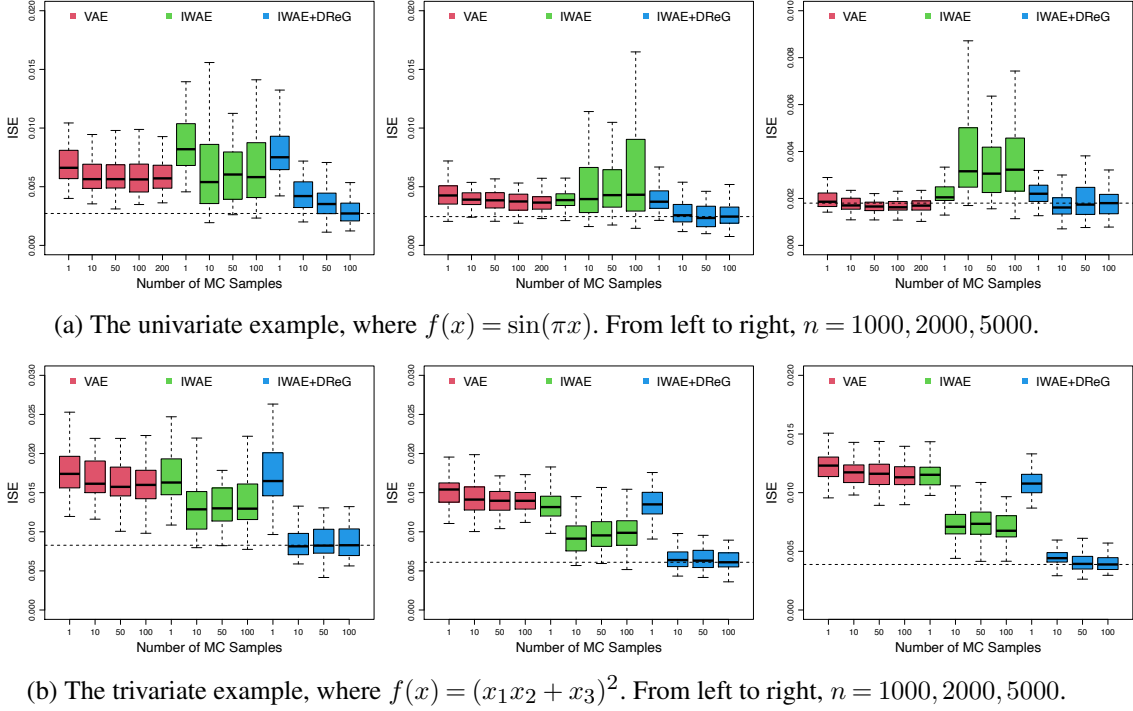 VAE IWAE IWAE+DReG
VAE IWAE IWAE+DReG
VAE IWAE IWAE+DReG
ISE
0.000 0.005 0.010 0.015 0.020
1 10 50 100 200 1 10 50 100 1 10 50 100
Number of MC Samples
ISE
0.000 0.005 0.010 0.015 0.020
1 10 50 100 200 1 10 50 100 1 10 50 100
Number of MC Samples
ISE
0.000 0.002 0.004 0.006 0.008 0.010
1 10 50 100 200 1 10 50 100 1 10 50 100
Number of MC Samples
(a) The univariate example, where f(x) = sin(πx). From left to right, n = 1000, 2000, 5000.
VAE IWAE IWAE+DReG
VAE IWAE IWAE+DReG
VAE IWAE IWAE+DReG
ISE
0.000 0.005 0.010 0.015 0.020 0.025 0.030
1 10 50 100 1 10 50 100 1 10 50 100
Number of MC Samples
ISE
0.000 0.005 0.010 0.015 0.020 0.025 0.030
1 10 50 100 1 10 50 100 1 10 50 100
Number of MC Samples
ISE
0.000 0.005 0.010 0.015 0.020
1 10 50 100 1 10 50 100 1 10 50 100
Number of MC Samples
(b) The trivariate example, where f(x) = (x₁x₂ + x₃)². From left to right, n = 1000, 2000, 5000.